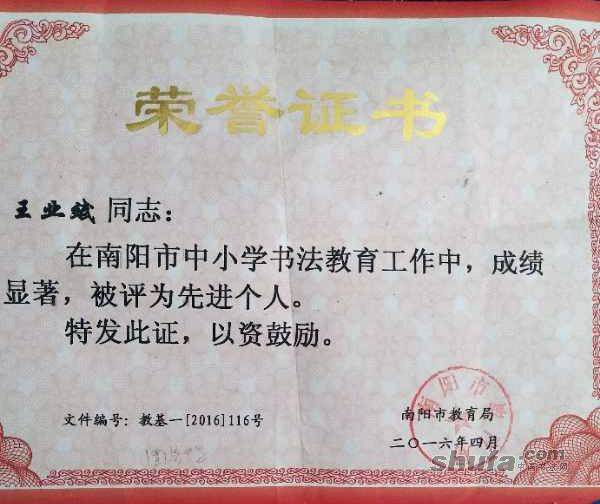 荣誉证书
王业斌同志：
在南阳市中小学书法教育工作中，成绩
显著，被评为先进个人。
特发此证，以资鼓励。
文件编号：教基一[2016]116号
南阳市教育局
二〇一六年四月
南阳市
shufa.com